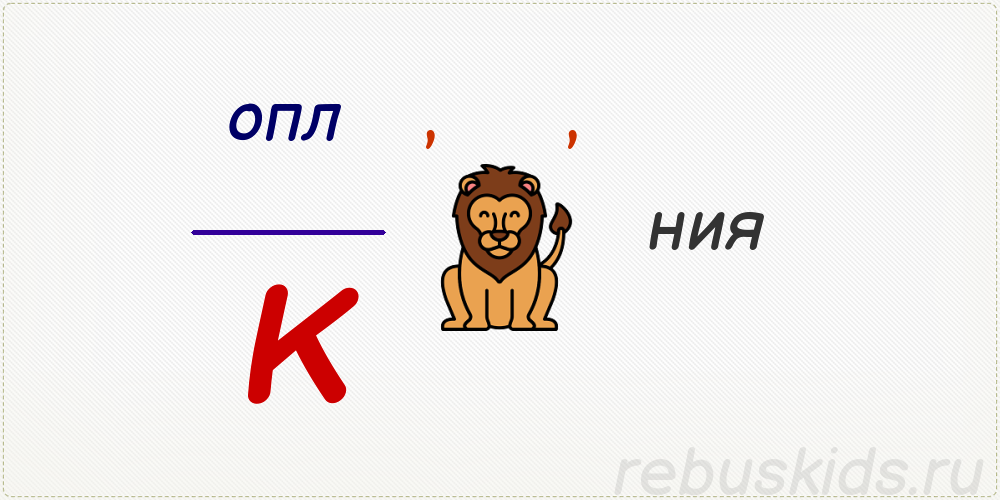 опл , , ния
К
rebuskids.ru